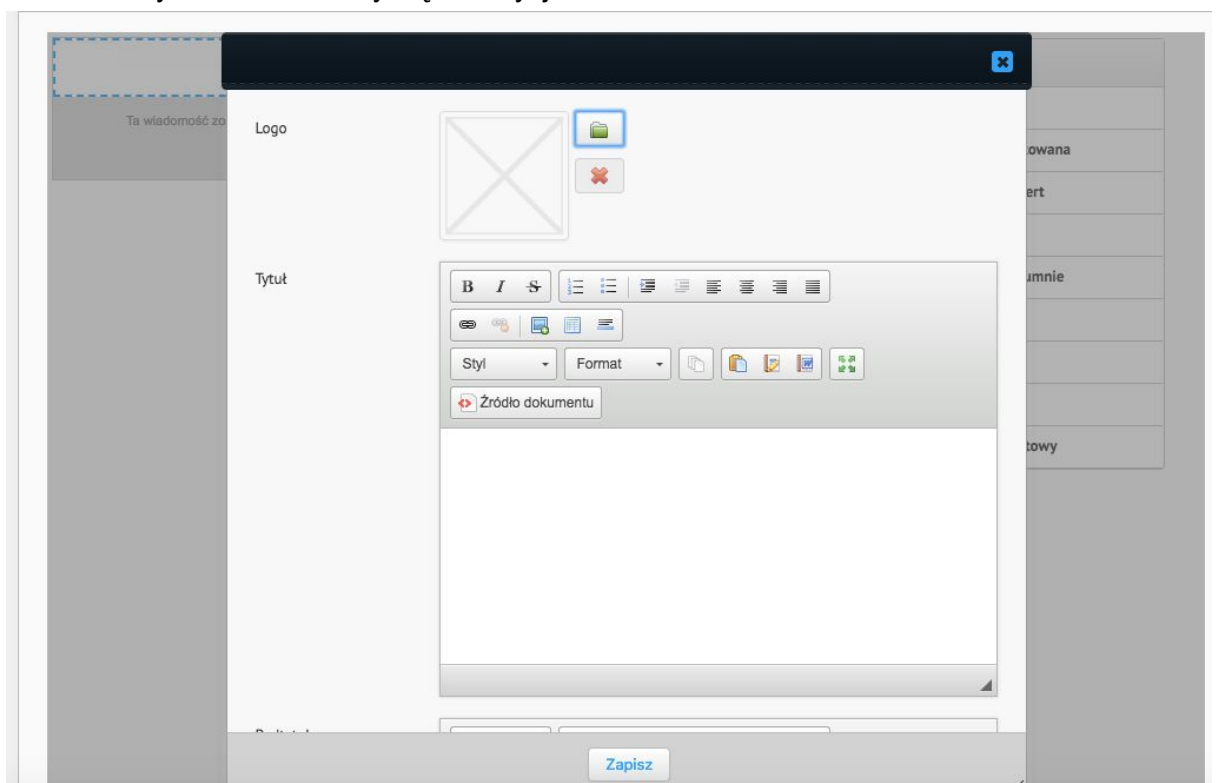 Ta wiadomość zo
Logo
owana
ert
Tytuł
umnie
B I S
Styl Format
Źródło dokumentu
towy
Zapisz